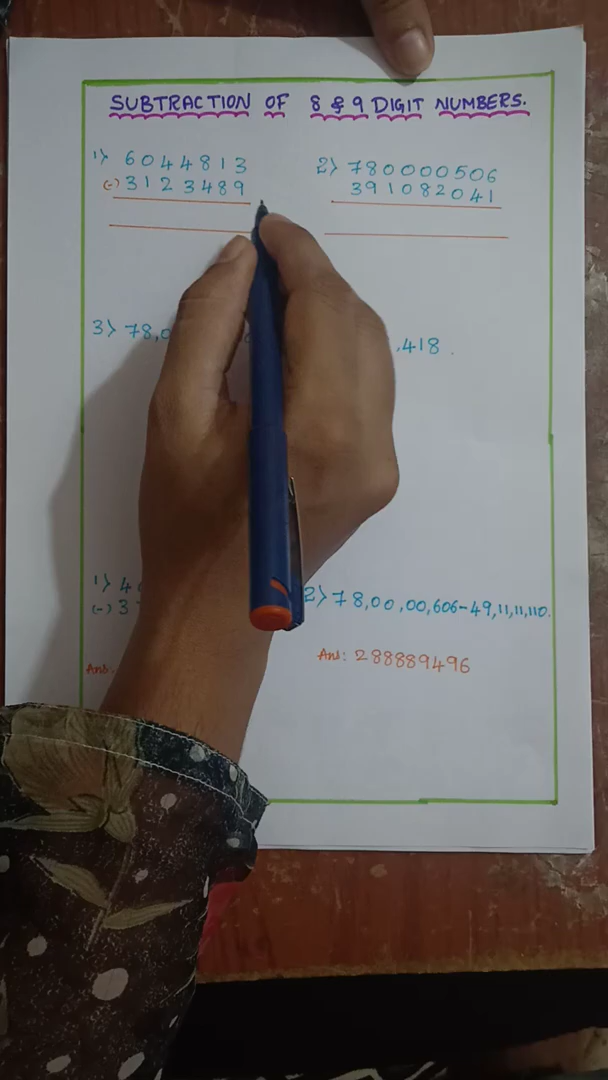 SUBTRACTION OF 8 & 9 DIGIT NUMBERS.
1) 6044813 2) 780000506
(-) 3123489 391082041
3) 78,0 ,418.
1) 4 2) 78,00,00,606-49,11,11,110.
(-) 3
Ans: Ans: 288889496